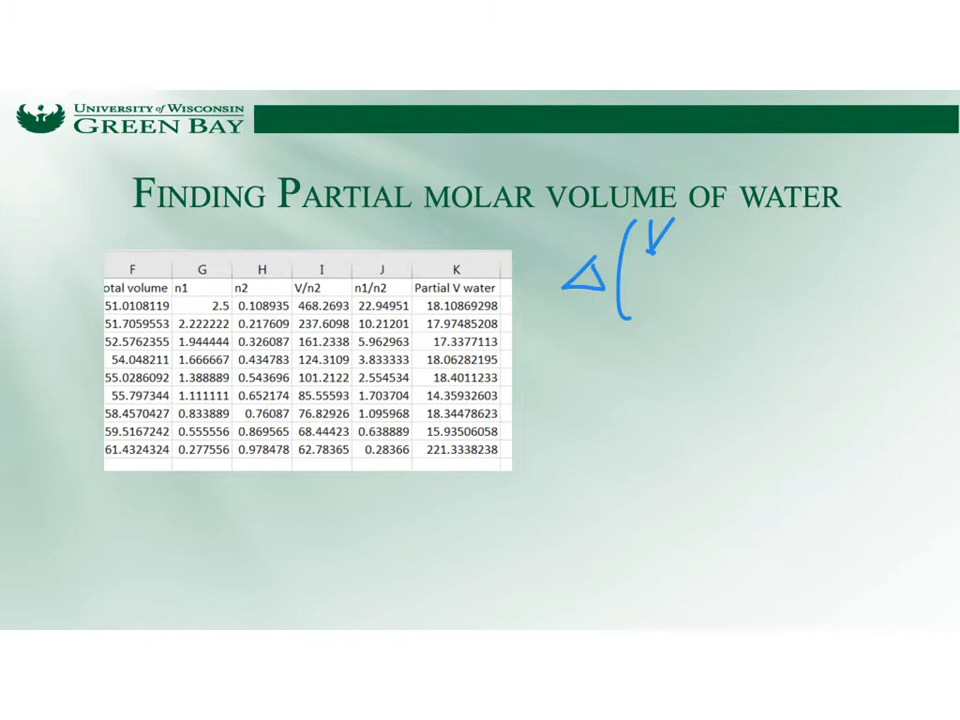 UNIVERSITY of WISCONSIN
GREEN BAY
FINDING PARTIAL MOLAR VOLUME OF WATER
Δ(V
F G H I J K
otal volume n1 n2 V/n2 n1/n2 Partial V water
51.0108119 2.5 0.108935 468.2693 22.94951 18.10869298
51.7059553 2.222222 0.217609 237.6098 10.21201 17.97485208
52.5762355 1.944444 0.326087 161.2338 5.962963 17.3377113
54.048211 1.666667 0.434783 124.3109 3.833333 18.06282195
55.0286092 1.388889 0.543696 101.2122 2.554534 18.4011233
55.797344 1.111111 0.652174 85.55593 1.703704 14.35932603
58.4570427 0.833889 0.76087 76.82926 1.095968 18.34478623
59.5167242 0.555556 0.869565 68.44423 0.638889 15.93506058
61.4324324 0.277556 0.978478 62.78365 0.28366 221.3338238